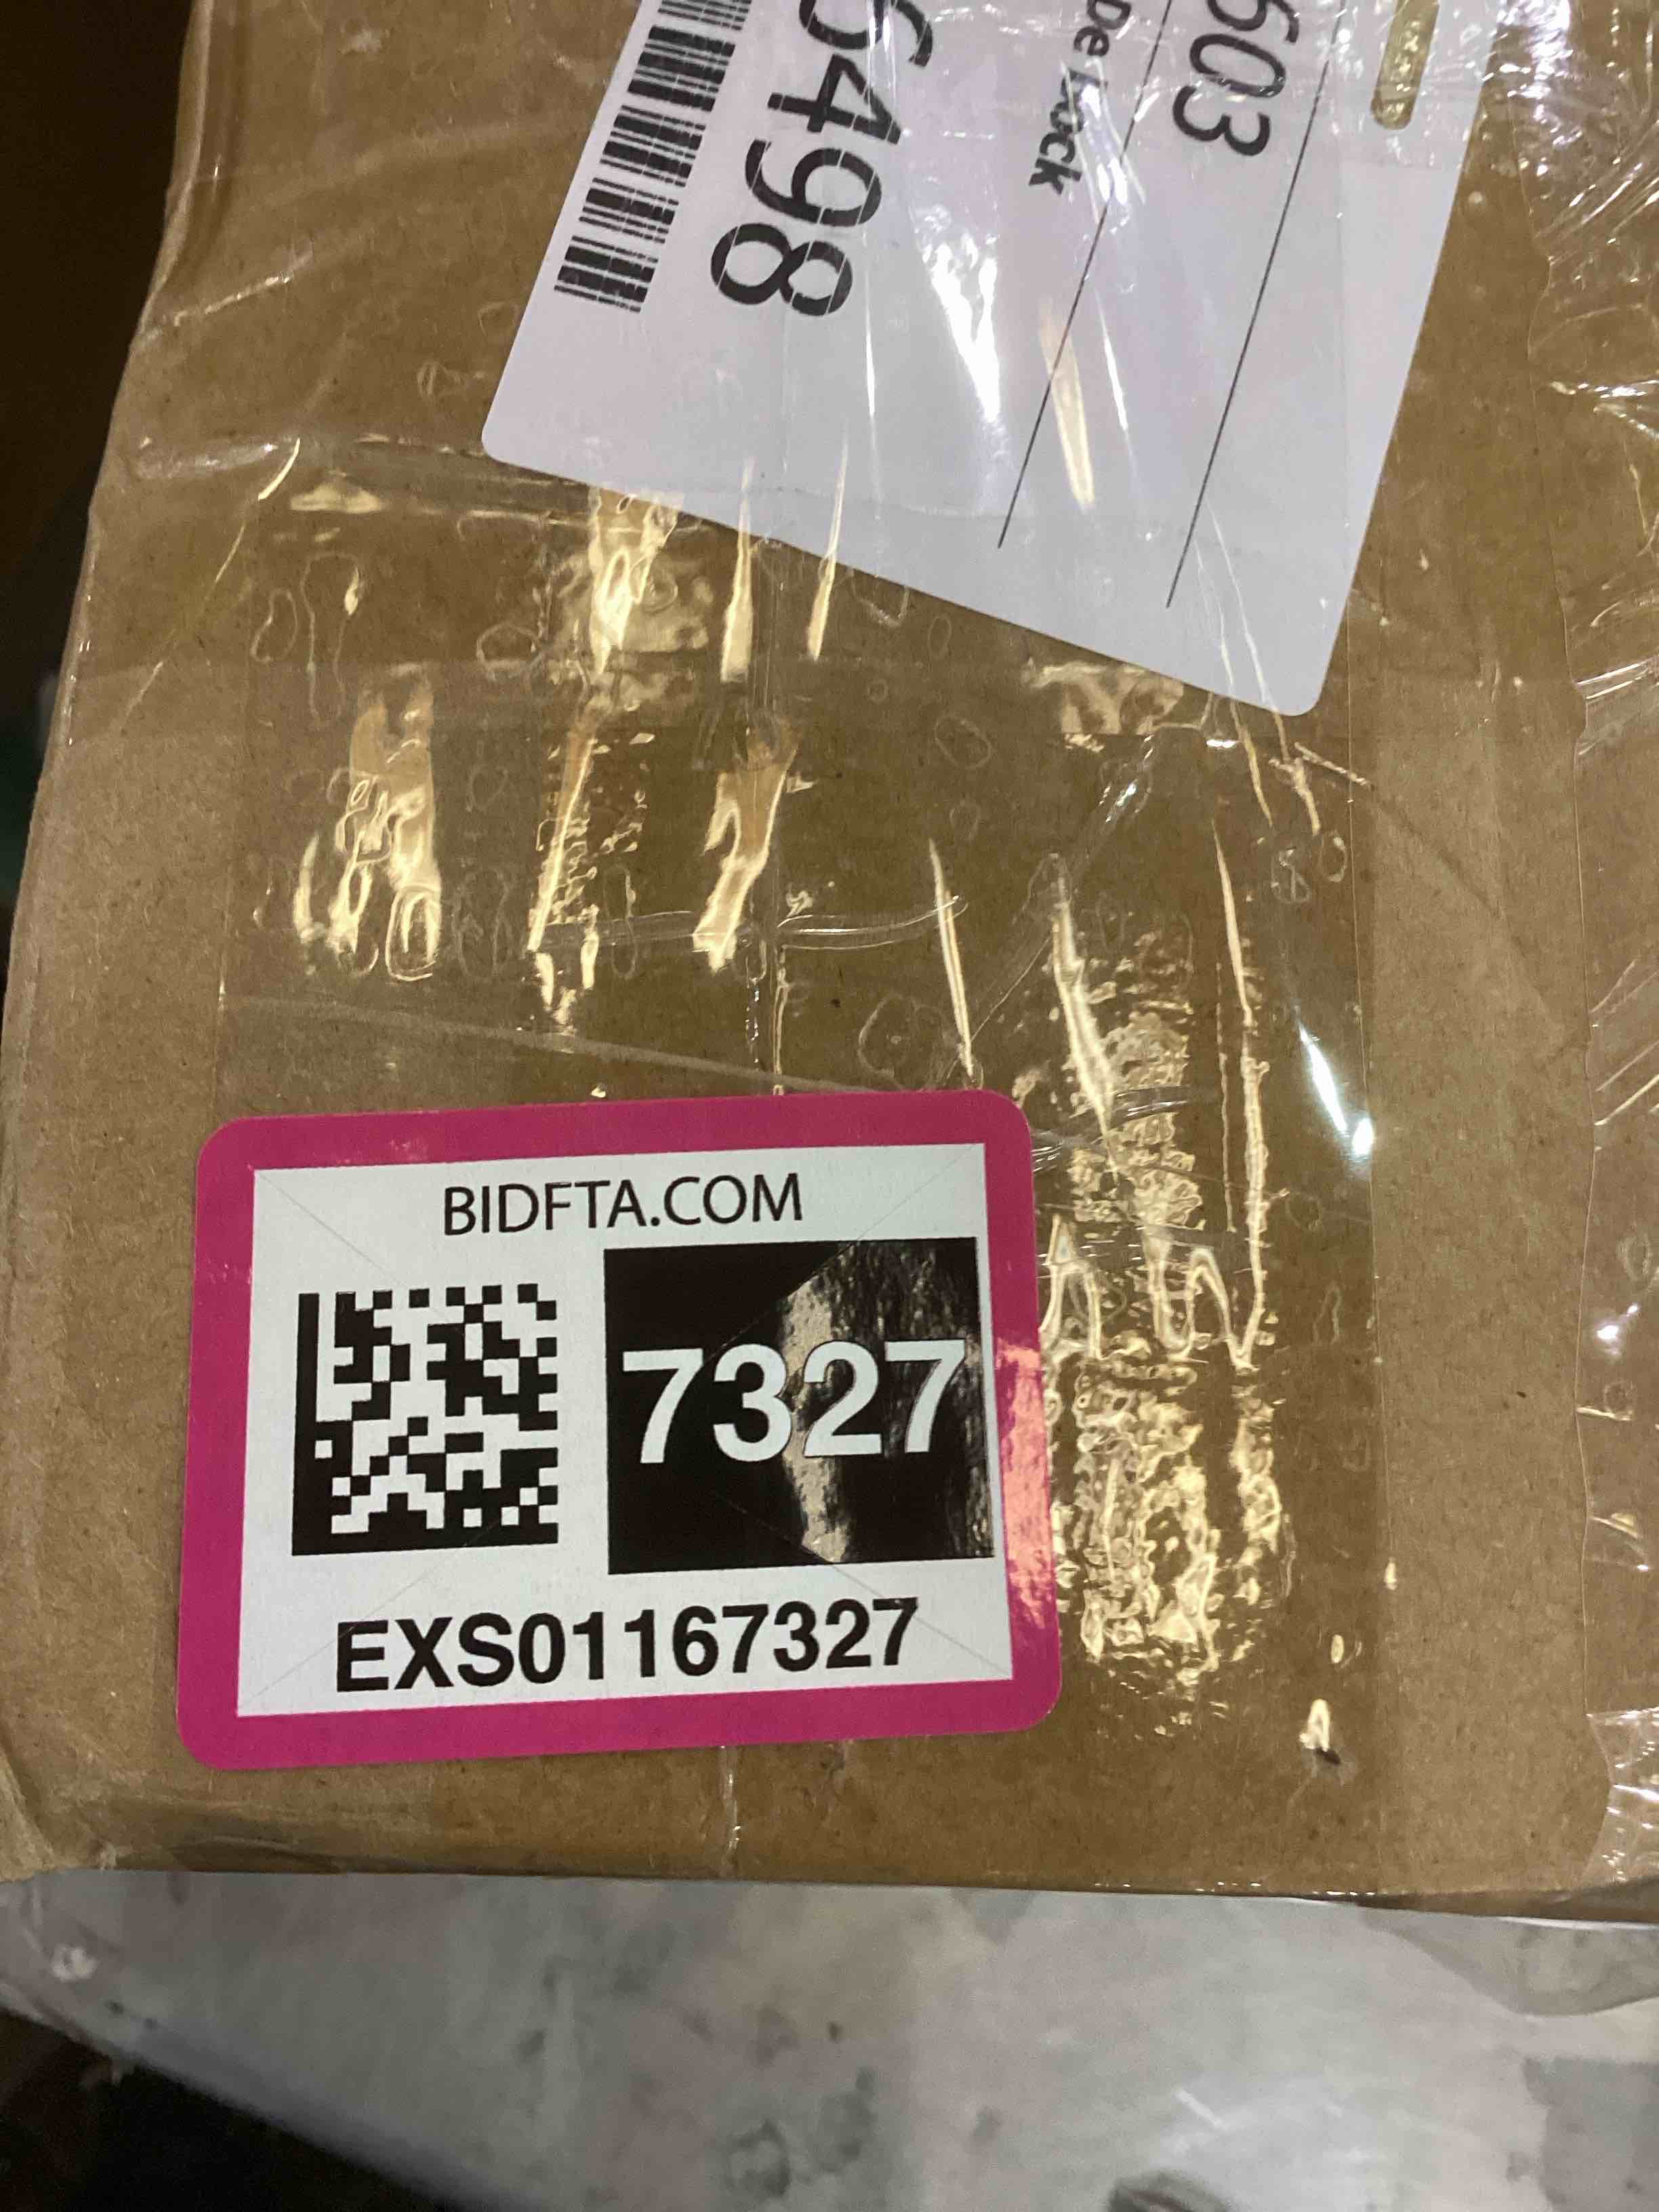 603
De Lock
6498
BIDFTA.COM
7327
EXS01167327